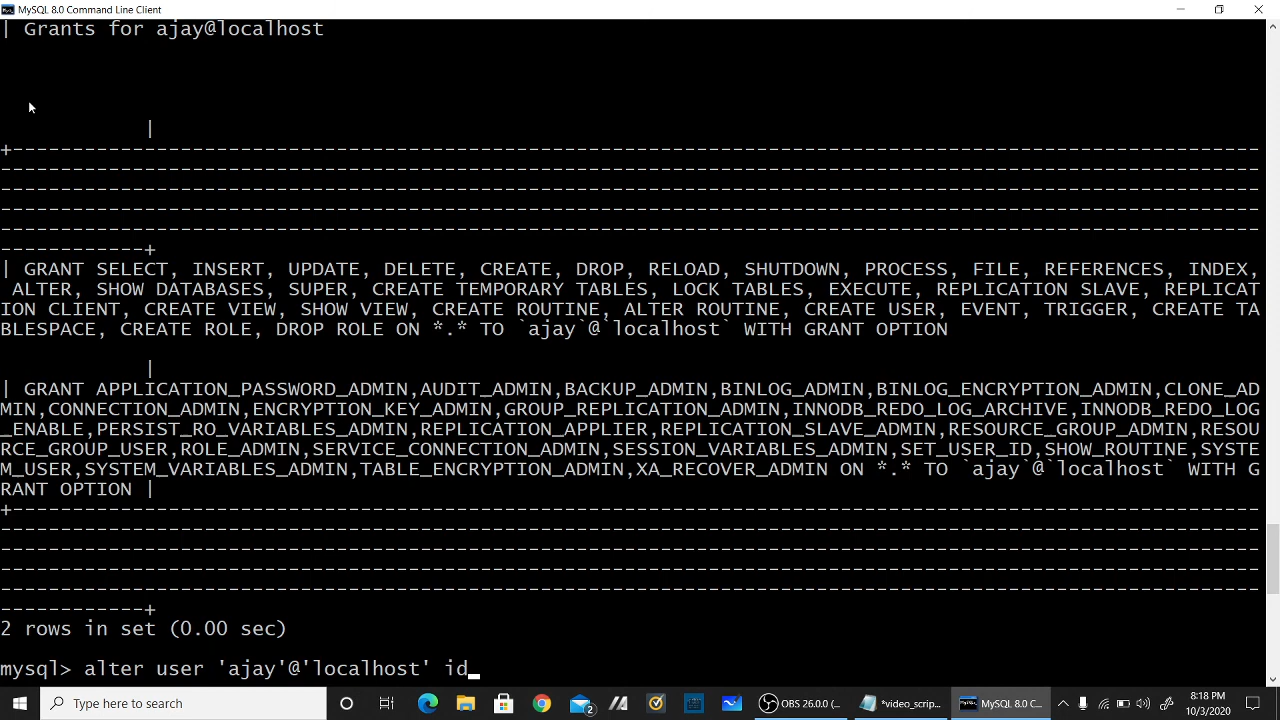 MySQL 8.0 Command Line Client
| Grants for ajay@localhost
|
+---------------------------------------------------------------------------------------------------------
---------------------------------------------------------------------------------------------------------
---------------------------------------------------------------------------------------------------------
---------------------------------------------------------------------------------------------------------
---------------------------------------------------------------------------------------------------------
------------+
| GRANT SELECT, INSERT, UPDATE, DELETE, CREATE, DROP, RELOAD, SHUTDOWN, PROCESS, FILE, REFERENCES, INDEX,
ALTER, SHOW DATABASES, SUPER, CREATE TEMPORARY TABLES, LOCK TABLES, EXECUTE, REPLICATION SLAVE, REPLICAT
ION CLIENT, CREATE VIEW, SHOW VIEW, CREATE ROUTINE, ALTER ROUTINE, CREATE USER, EVENT, TRIGGER, CREATE TA
BLESPACE, CREATE ROLE, DROP ROLE ON *.* TO `ajay`@`localhost` WITH GRANT OPTION
|
| GRANT APPLICATION_PASSWORD_ADMIN,AUDIT_ADMIN,BACKUP_ADMIN,BINLOG_ADMIN,BINLOG_ENCRYPTION_ADMIN,CLONE_AD
MIN,CONNECTION_ADMIN,ENCRYPTION_KEY_ADMIN,GROUP_REPLICATION_ADMIN,INNODB_REDO_LOG_ARCHIVE,INNODB_REDO_LOG
_ENABLE,PERSIST_RO_VARIABLES_ADMIN,REPLICATION_APPLIER,REPLICATION_SLAVE_ADMIN,RESOURCE_GROUP_ADMIN,RESOU
RCE_GROUP_USER,ROLE_ADMIN,SERVICE_CONNECTION_ADMIN,SESSION_VARIABLES_ADMIN,SET_USER_ID,SHOW_ROUTINE,SYSTE
M_USER,SYSTEM_VARIABLES_ADMIN,TABLE_ENCRYPTION_ADMIN,XA_RECOVER_ADMIN ON *.* TO `ajay`@`localhost` WITH G
RANT OPTION |
+---------------------------------------------------------------------------------------------------------
---------------------------------------------------------------------------------------------------------
---------------------------------------------------------------------------------------------------------
---------------------------------------------------------------------------------------------------------
---------------------------------------------------------------------------------------------------------
------------+
2 rows in set (0.00 sec)
mysql> alter user 'ajay'@'localhost' id_
Type here to search
2
OBS 26.0.0 (...
*video_scrip...
MySQL 8.0 C...
8:18 PM
10/3/2020